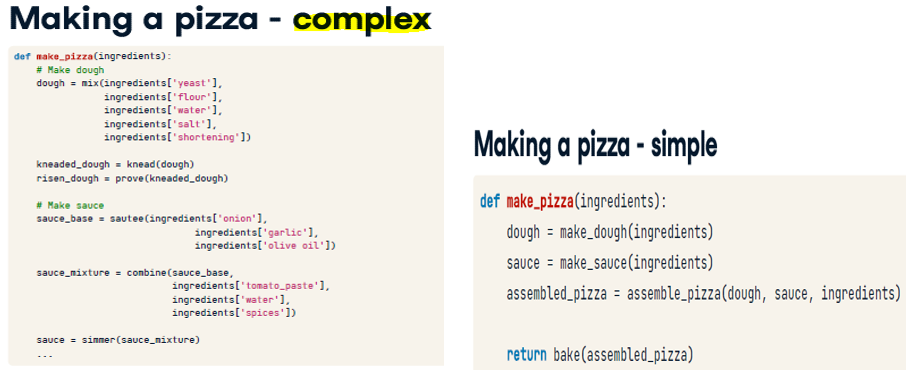 Making a pizza - complex
def make_pizza(ingredients):
# Make dough
dough = mix(ingredients['yeast'],
ingredients['flour'],
ingredients['water'],
ingredients['salt'],
ingredients['shortening'])
kneaded_dough = knead(dough)
risen_dough = prove(kneaded_dough)
# Make sauce
sauce_base = sautee(ingredients['onion'],
ingredients['garlic'],
ingredients['olive oil'])
sauce_mixture = combine(sauce_base,
ingredients['tomato_paste'],
ingredients['water'],
ingredients['spices'])
sauce = simmer(sauce_mixture)
...
Making a pizza - simple
def make_pizza(ingredients):
dough = make_dough(ingredients)
sauce = make_sauce(ingredients)
assembled_pizza = assemble_pizza(dough, sauce, ingredients)
return bake(assembled_pizza)